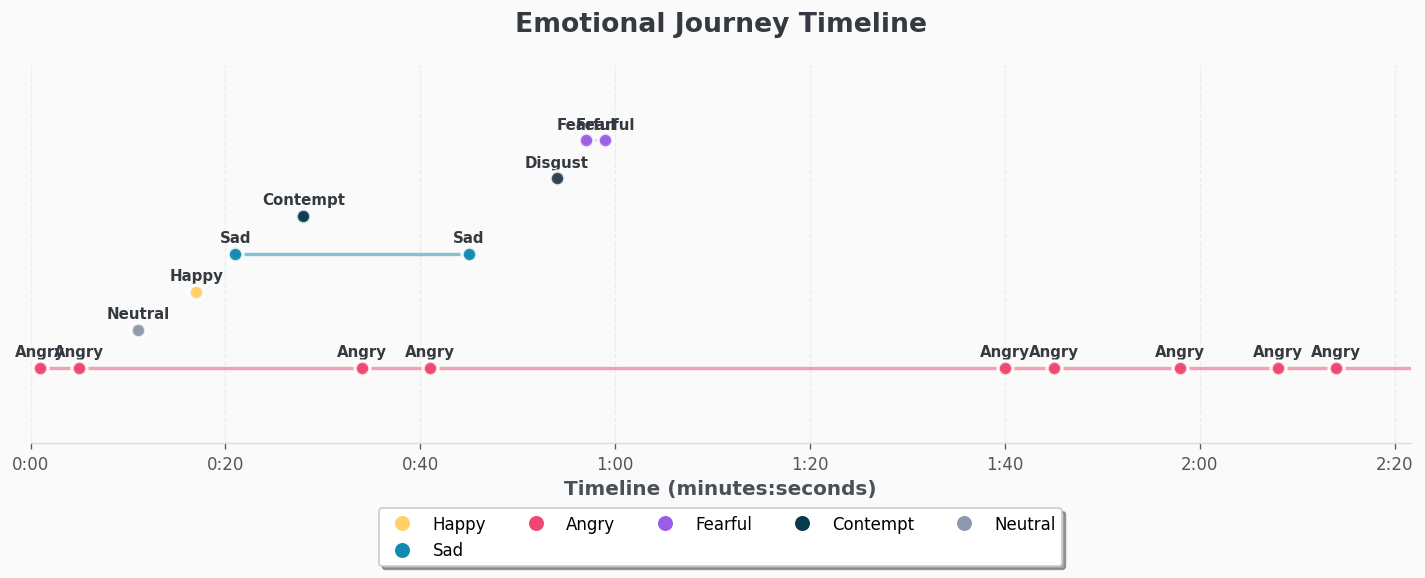 Emotional Journey Timeline
Fearful Fearful
Disgust
Contempt
Sad Sad
Happy
Neutral
Angry Angry Angry Angry Angry Angry Angry Angry Angry
0:00 0:20 0:40 1:00 1:20 1:40 2:00 2:20
Timeline (minutes:seconds)
Happy Angry Fearful Contempt Neutral
Sad